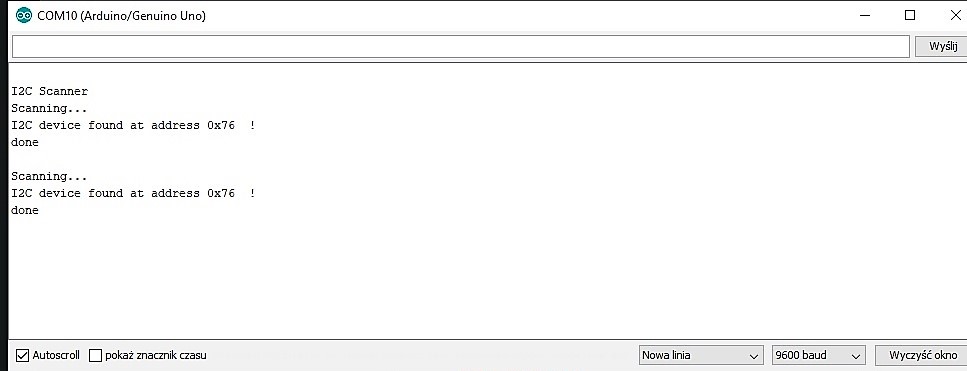 COM10 (Arduino/Genuino Uno)
Wyślij
I2C Scanner
Scanning...
I2C device found at address 0x76  !
done
Scanning...
I2C device found at address 0x76  !
done
Autoscroll pokaż znacznik czasu Nowa linia 9600 baud Wyczyść okno